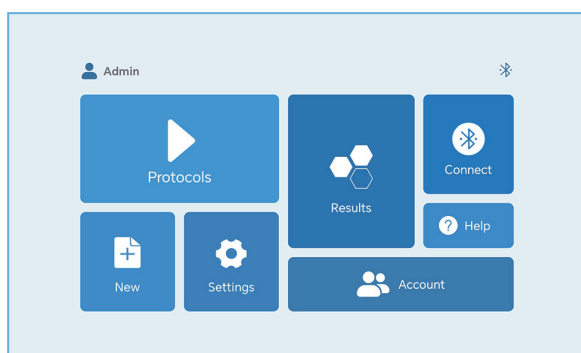 Admin
Protocols
Results
Connect
Help
New
Settings
Account